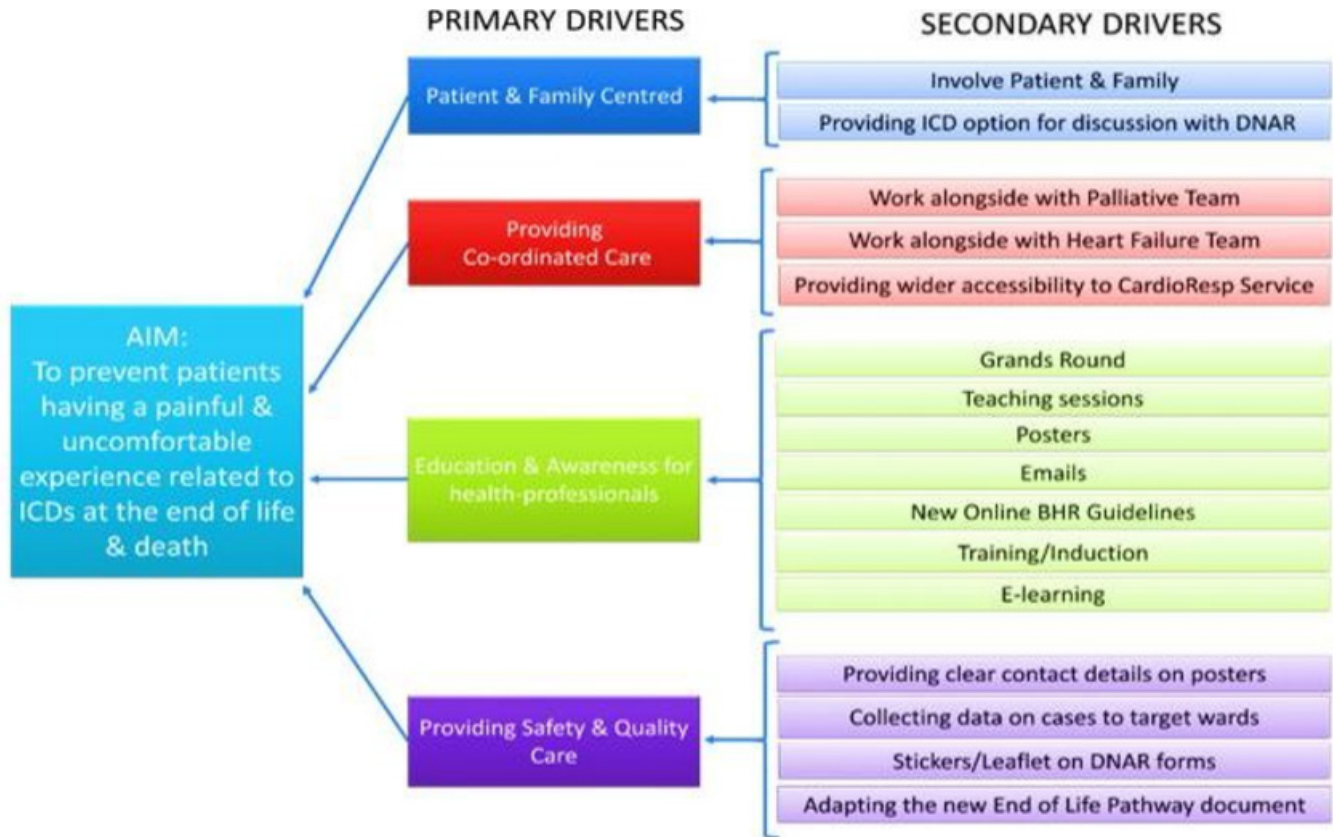 PRIMARY DRIVERS
SECONDARY DRIVERS
Patient & Family Centred
Involve Patient & Family
Providing ICD option for discussion with DNAR
Providing
Co-ordinated Care
Work alongside with Palliative Team
Work alongside with Heart Failure Team
Providing wider accessibility to CardioResp Service
AIM:
To prevent patients
having a painful &
uncomfortable
experience related to
ICDs at the end of life
& death
Education & Awareness for
health-professionals
Grands Round
Teaching sessions
Posters
Emails
New Online BHR Guidelines
Training/Induction
E-learning
Providing Safety & Quality
Care
Providing clear contact details on posters
Collecting data on cases to target wards
Stickers/Leaflet on DNAR forms
Adapting the new End of Life Pathway document